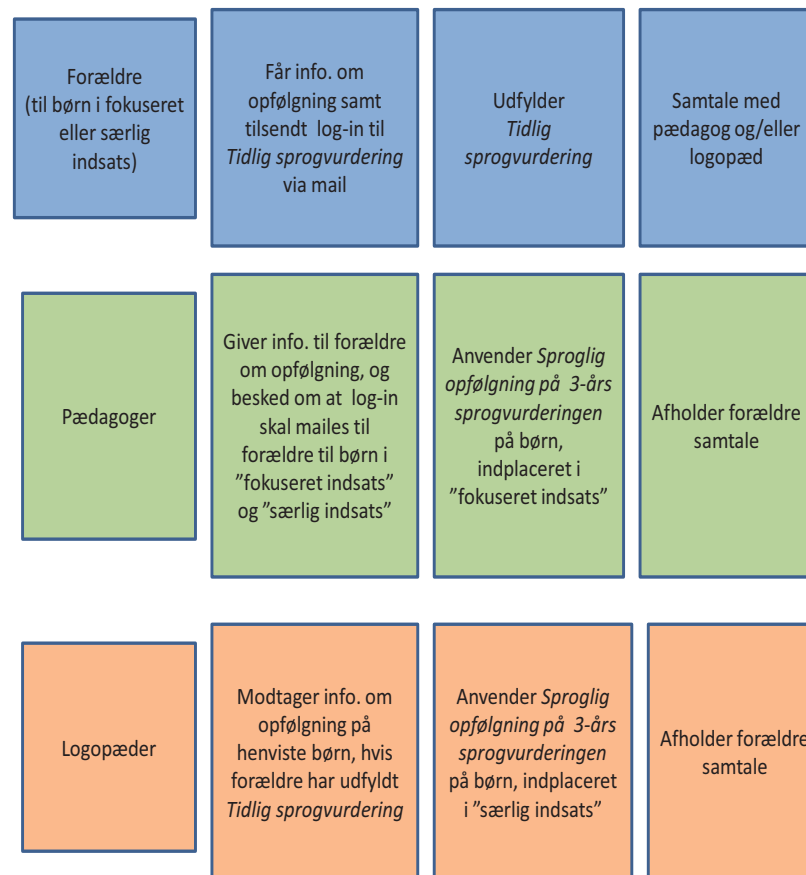 Forældre
(til børn i fokuseret
eller særlig
indsats)
Får info. om
opfølgning samt
tilsendt log-in til
Tidlig sprogvurdering
via mail
Udfylder
Tidlig
sprogvurdering
Samtale med
pædagog og/eller
logopæd
Pædagoger
Giver info. til forældre
om opfølgning, og
besked om at log-in
skal mailes til
forældre til børn i
”fokuseret indsats”
og ”særlig indsats”
Anvender Sproglig
opfølgning på 3-års
sprogvurderingen
på børn,
indplaceret i
”fokuseret indsats”
Afholder forældre
samtale
Logopæder
Modtager info. om
opfølgning på
henviste børn, hvis
forældre har udfyldt
Tidlig sprogvurdering
Anvender Sproglig
opfølgning på 3-års
sprogvurderingen
på børn, indplaceret
i ”særlig indsats”
Afholder forældre
samtale